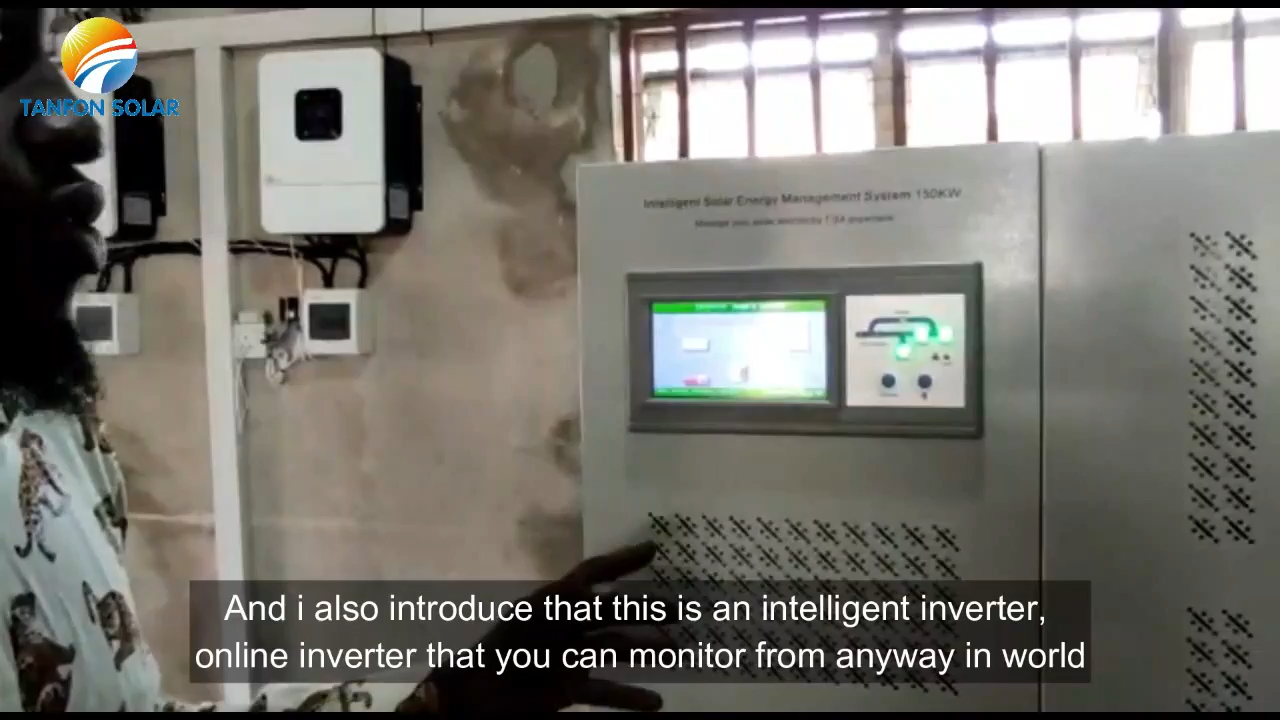 TANFON SOLAR
Intelligent Solar Energy Management System 150KW
And i also introduce that this is an intelligent inverter,
online inverter that you can monitor from anyway in world